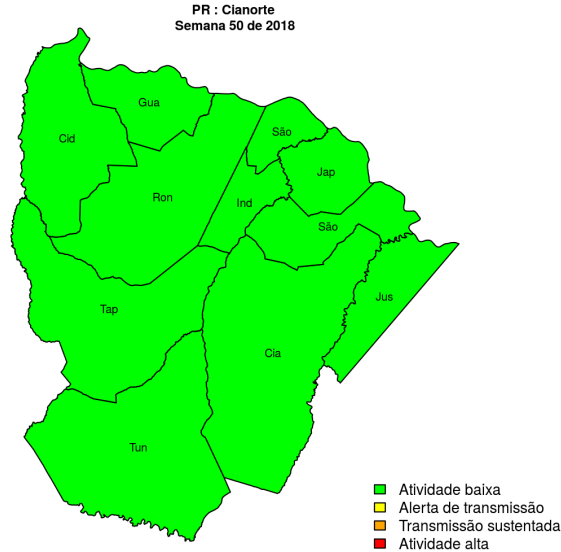 PR : Cianorte
Semana 50 de 2018
Gua
São
Cid
Jap
Ron
Ind
São
Jus
Tap
Cia
Tun
Atividade baixa
Alerta de transmissão
Transmissão sustentada
Atividade alta